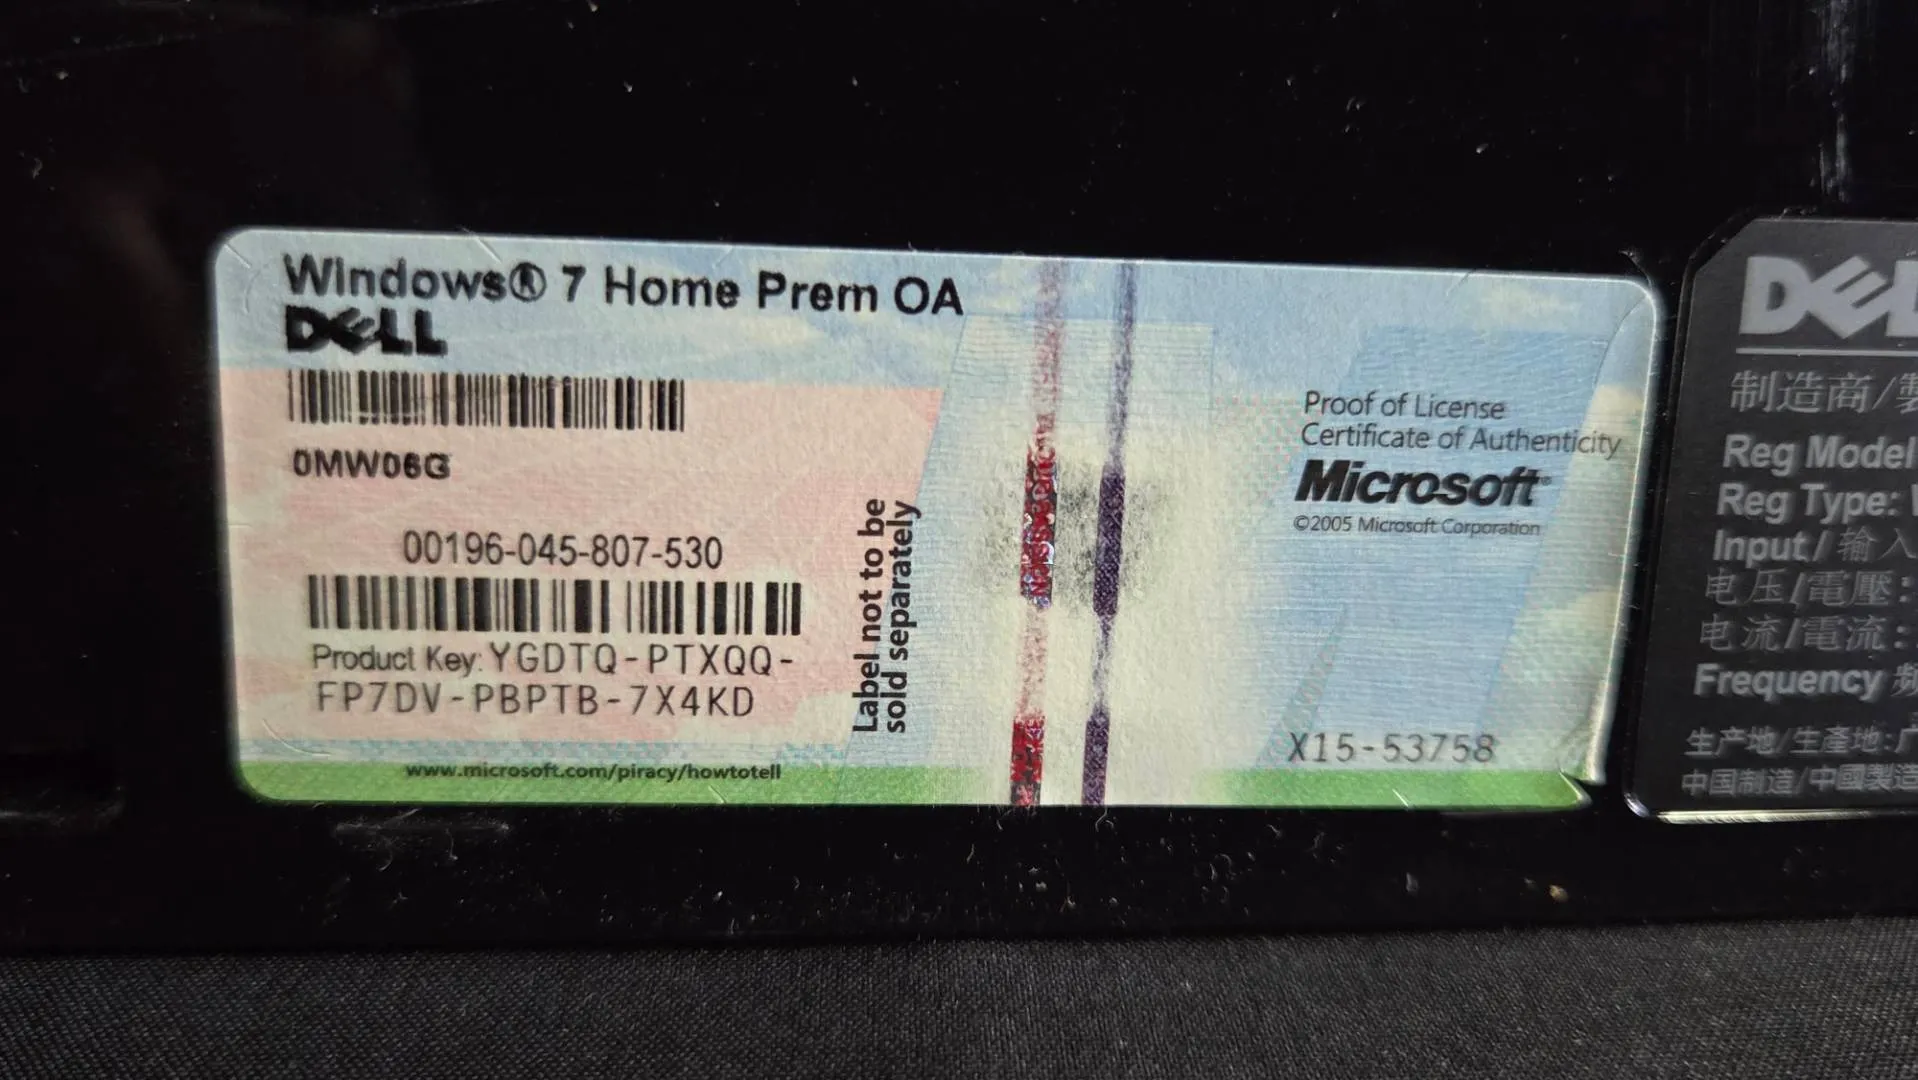 Windows® 7 Home Prem OA
DELL
0MW06G
00196-045-807-530
Product Key: YGDTQ-PTXQQ-
FP7DV-PBPTB-7X4KD
www.microsoft.com/piracy/howtotell
Label not to be
sold separately
Proof of License
Certificate of Authenticity
Microsoft®
©2005 Microsoft Corporation
X15-53758
DELL
制造商/製
Reg Model
Reg Type:
Input/输入
电压/電壓:
电流/電流:
Frequency 频
生产地/生產地:广
中国制造/中國製造